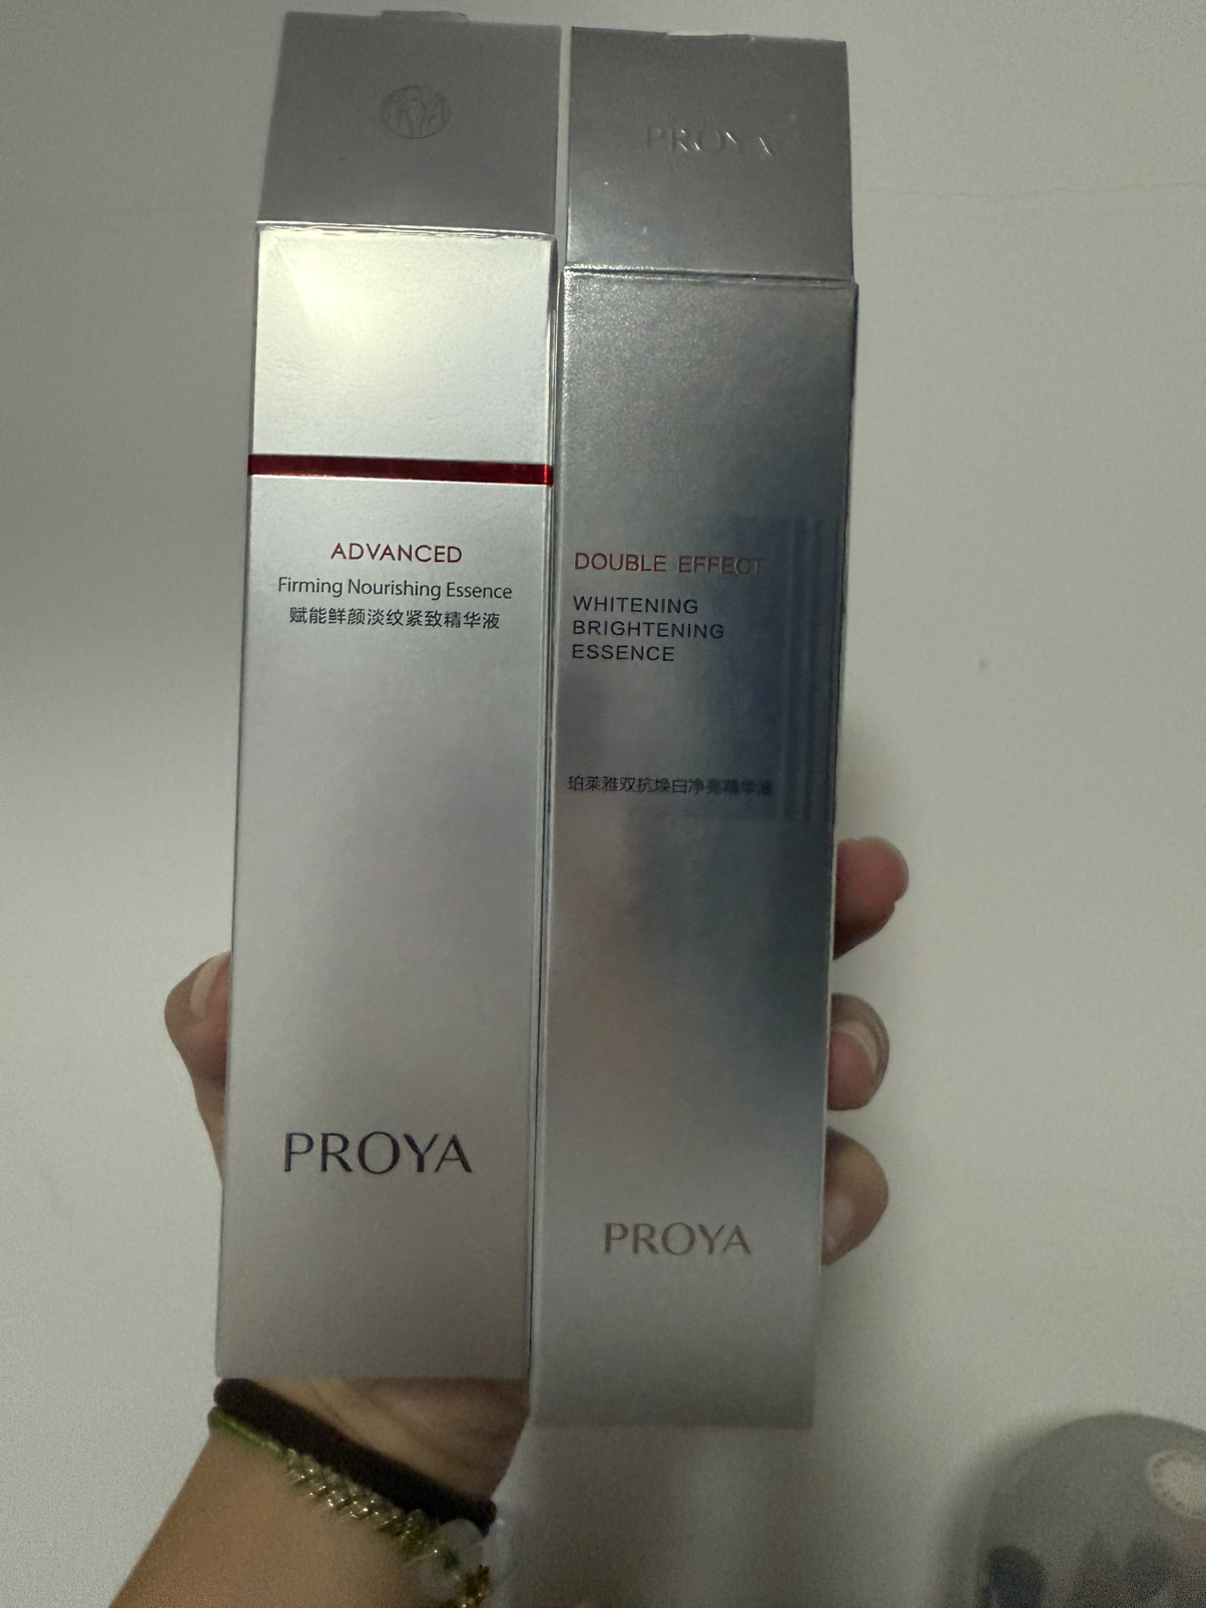 PROYA
ADVANCED
Firming Nourishing Essence
赋能鲜颜淡纹紧致精华液
PROYA
DOUBLE EFFECT
WHITENING
BRIGHTENING
ESSENCE
珀莱雅双抗焕白净亮精华液
PROYA